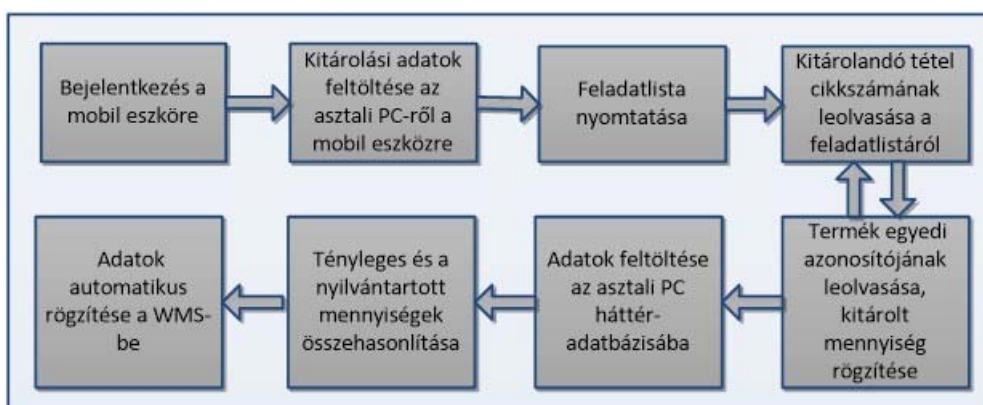 Bejelentkezés a
mobil eszköre
Kitárolási adatok
feltöltése az
asztali PC-ről a
mobil eszközre
Feladatlista
nyomtatása
Kitárolandó tétel
cikkszámának
leolvasása a
feladatlistáról
Termék egyedi
azonosítójának
leolvasása,
kitárolt
mennyiség
rögzítése
Adatok feltöltése
az asztali PC
háttér-
adatbázisába
Tényleges és a
nyilvántartott
mennyiségek
összehasonlítása
Adatok
automatikus
rögzítése a WMS-
be